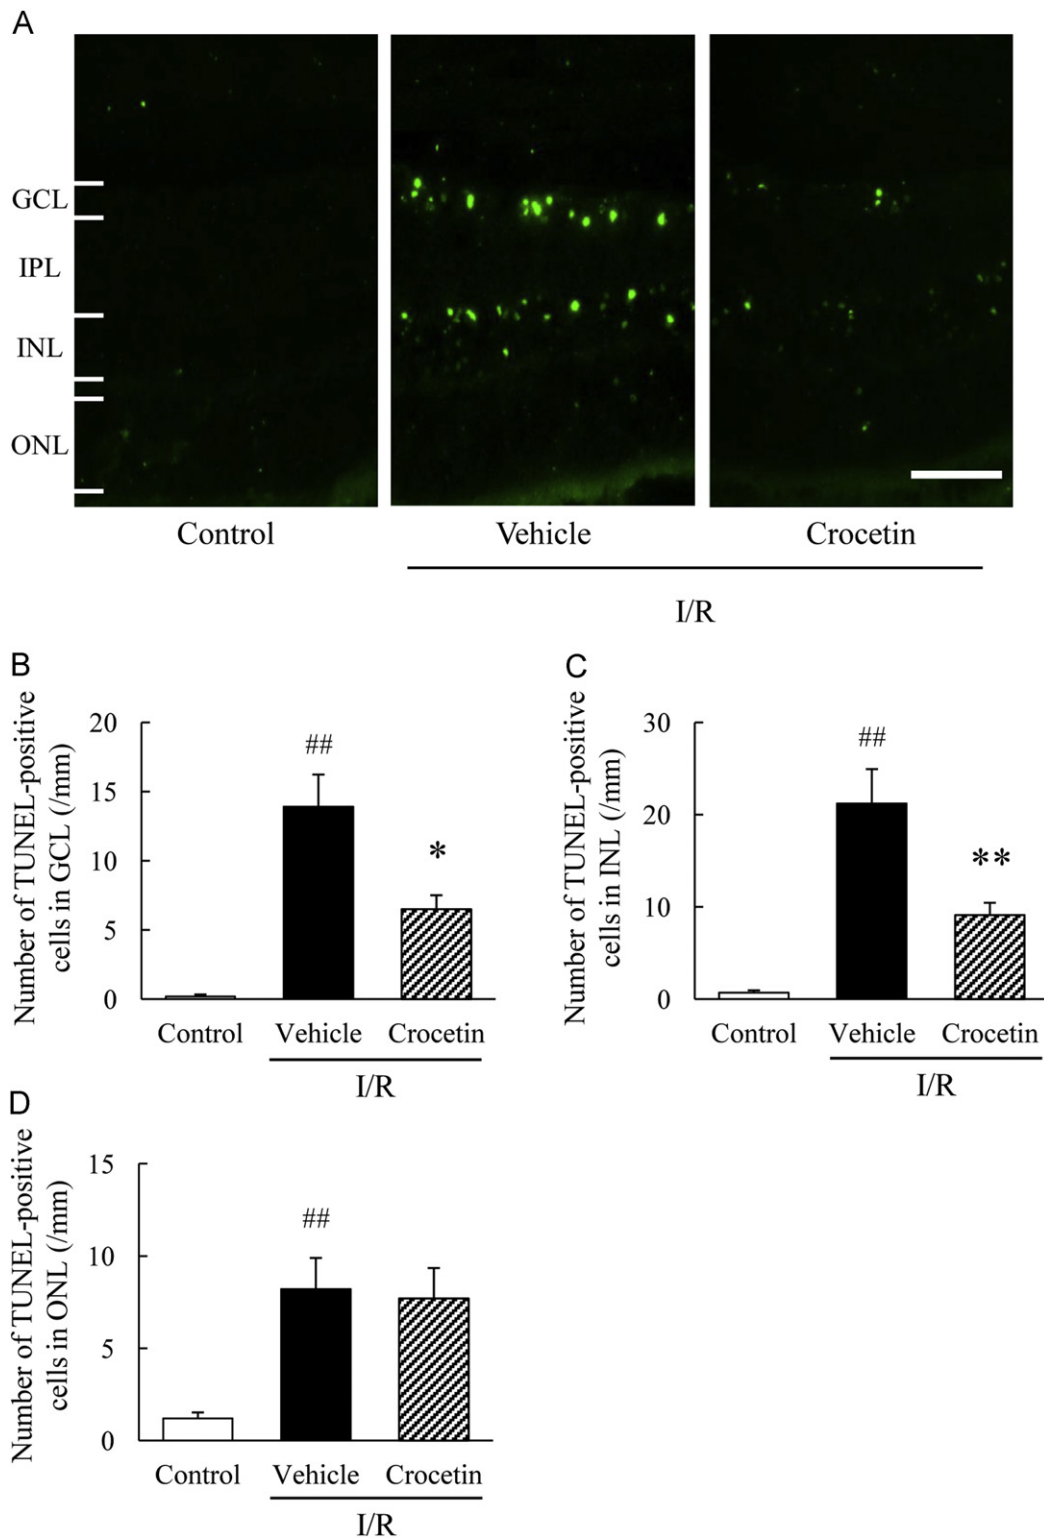 A
GCL
IPL
INL
ONL
Control Vehicle Crocetin
I/R
B
Number of TUNEL-positive
cells in GCL (/mm)
20
15
10
5
0
##
*
Control Vehicle Crocetin
I/R
C
Number of TUNEL-positive
cells in INL (/mm)
30
20
10
0
##
**
Control Vehicle Crocetin
I/R
D
Number of TUNEL-positive
cells in ONL (/mm)
15
10
5
0
##
Control Vehicle Crocetin
I/R